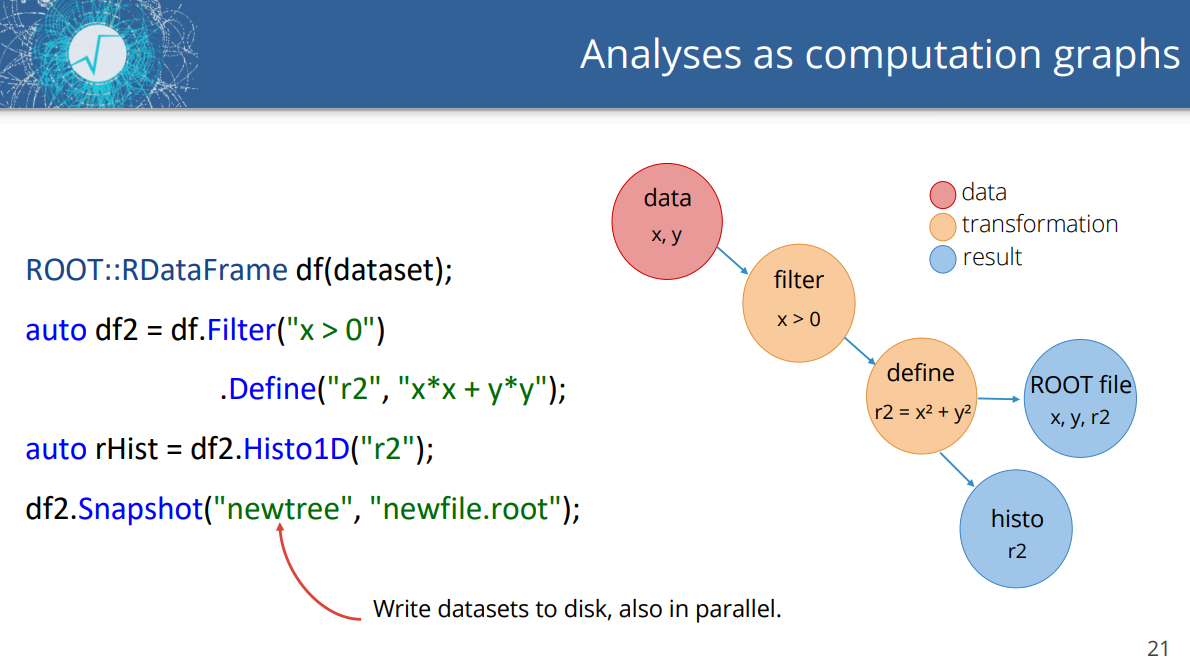 Analyses as computation graphs
ROOT::RDataFrame df(dataset);
auto df2 = df.Filter("x > 0")
.Define("r2", "x*x + y*y");
auto rHist = df2.Histo1D("r2");
df2.Snapshot("newtree", "newfile.root");
Write datasets to disk, also in parallel.
data
x, y
filter
x > 0
define
r2 = x² + y²
ROOT file
x, y, r2
histo
r2
data
transformation
result
21